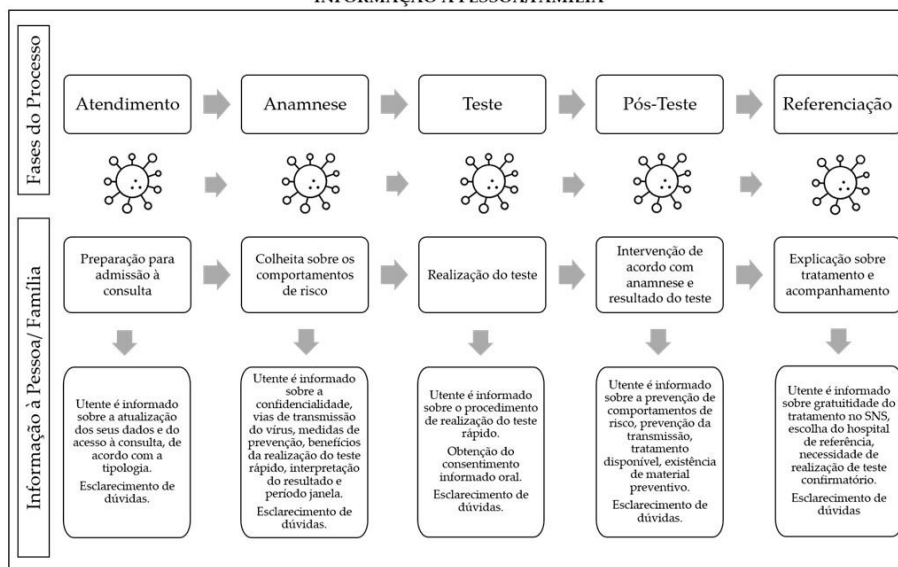 INFORMAÇÃO À PESSOA/FAMÍLIA
Fases do Processo
Atendimento
Anamnese
Teste
Pós-Teste
Referenciação
Informação à Pessoa/ Família
Preparação para
admissão à
consulta
Colheita sobre os
comportamentos
de risco
Realização do teste
Intervenção de
acordo com
anamnese e
resultado do teste
Explicação sobre
tratamento e
acompanhamento
Utente é informado
sobre a atualização
dos seus dados e do
acesso à consulta, de
acordo com a
tipologia.
Esclarecimento de
dúvidas.
Utente é informado
sobre a
confidencialidade,
vias de transmissão
do vírus, medidas de
prevenção, benefícios
da realização do teste
rápido, interpretação
do resultado e
período janela.
Esclarecimento de
dúvidas.
Utente é informado
sobre o procedimento
de realização do teste
rápido.
Obtenção do
consentimento
informado oral.
Esclarecimento de
dúvidas.
Utente é informado
sobre a prevenção de
comportamentos de
risco, prevenção da
transmissão,
tratamento
disponível, existência
de material
preventivo.
Esclarecimento de
dúvidas.
Utente é informado
sobre gratuitidade do
tratamento no SNS,
escolha do hospital
de referência,
necessidade de
realização de teste
confirmatório.
Esclarecimento de
dúvidas